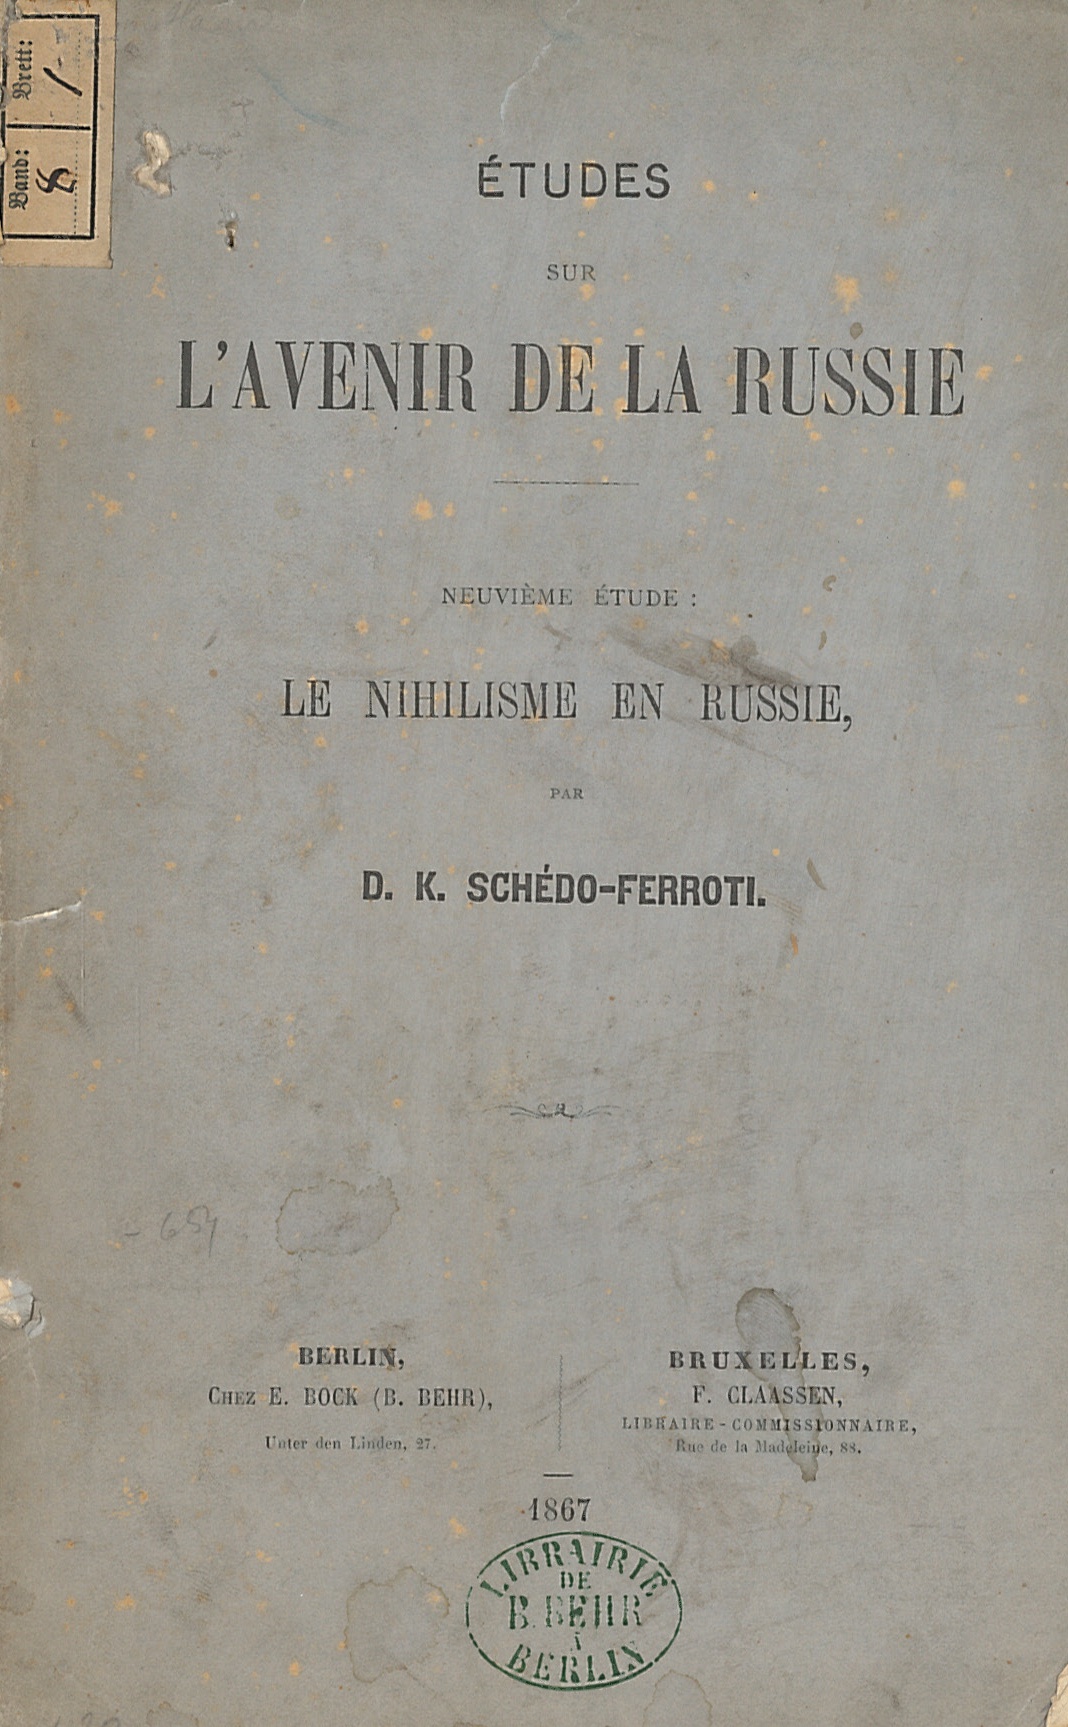 Brett:
1
Band:
8
ÉTUDES
SUR
L'AVENIR DE LA RUSSIE
NEUVIÈME ÉTUDE :
LE NIHILISME EN RUSSIE,
PAR
D. K. SCHÉDO-FERROTI.
- 654
BERLIN,
CHEZ E. BOCK (B. BEHR),
Unter den Linden, 27.
BRUXELLES,
F. CLAASSEN,
LIBRAIRE-COMMISSIONNAIRE,
Rue de la Madeleine, 88.
1867
LIBRAIRIE
DE
B. BEHR
À
BERLIN